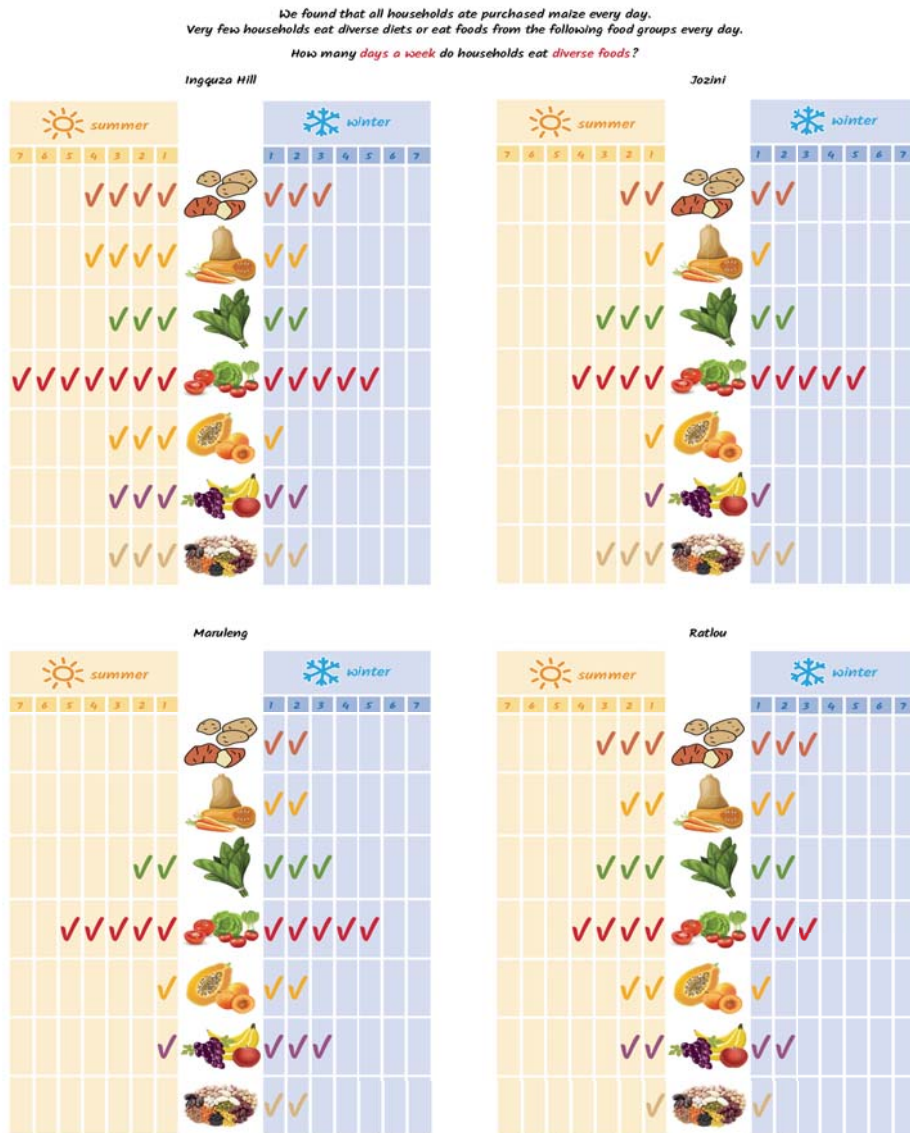 We found that all households ate purchased maize every day.
Very few households eat diverse diets or eat foods from the following food groups every day.
How many days a week do households eat diverse foods?
Ingquza Hill
summer
winter
7 6 5 4 3 2 1
1 2 3 4 5 6 7
Jozini
summer
winter
7 6 5 4 3 2 1
1 2 3 4 5 6 7
Maruleng
summer
winter
7 6 5 4 3 2 1
1 2 3 4 5 6 7
Ratlou
summer
winter
7 6 5 4 3 2 1
1 2 3 4 5 6 7